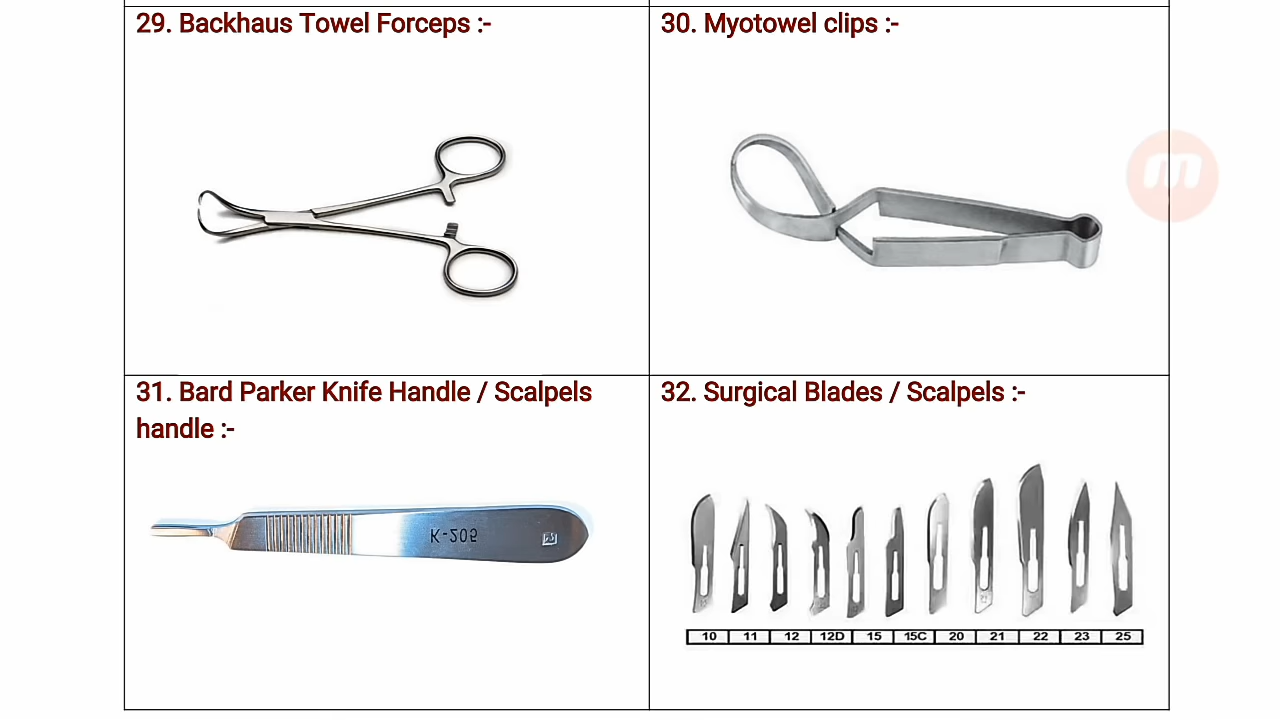 29. Backhaus Towel Forceps :-
30. Myotowel clips :-
31. Bard Parker Knife Handle / Scalpels
handle :-
K-205
32. Surgical Blades / Scalpels :-
10 11 12 12D 15 15C 20 21 22 23 25